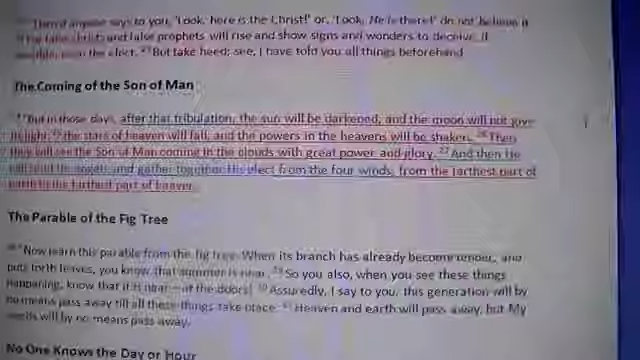 Then if anyone says to you, 'Look, here is the Christ!' or, 'Look, He is there!' do not believe it
false christs and false prophets will rise and show signs and wonders to deceive, if
possible, even the elect. 23 But take heed; see, I have told you all things beforehand
The Coming of the Son of Man
24 "But in those days, after that tribulation, the sun will be darkened, and the moon will not give
its light; 25 the stars of heaven will fall, and the powers in the heavens will be shaken. 26 Then
they will see the Son of Man coming in the clouds with great power and glory. 27 And then He
will send His angels, and gather together His elect from the four winds, from the farthest part of
earth to the farthest part of heaven.
The Parable of the Fig Tree
28 "Now learn this parable from the fig tree: When its branch has already become tender, and
puts forth leaves, you know that summer is near. 29 So you also, when you see these things
happening, know that it is near—at the doors! 30 Assuredly, I say to you, this generation will by
no means pass away till all these things take place. 31 Heaven and earth will pass away, but My
words will by no means pass away.
No One Knows the Day or Hour